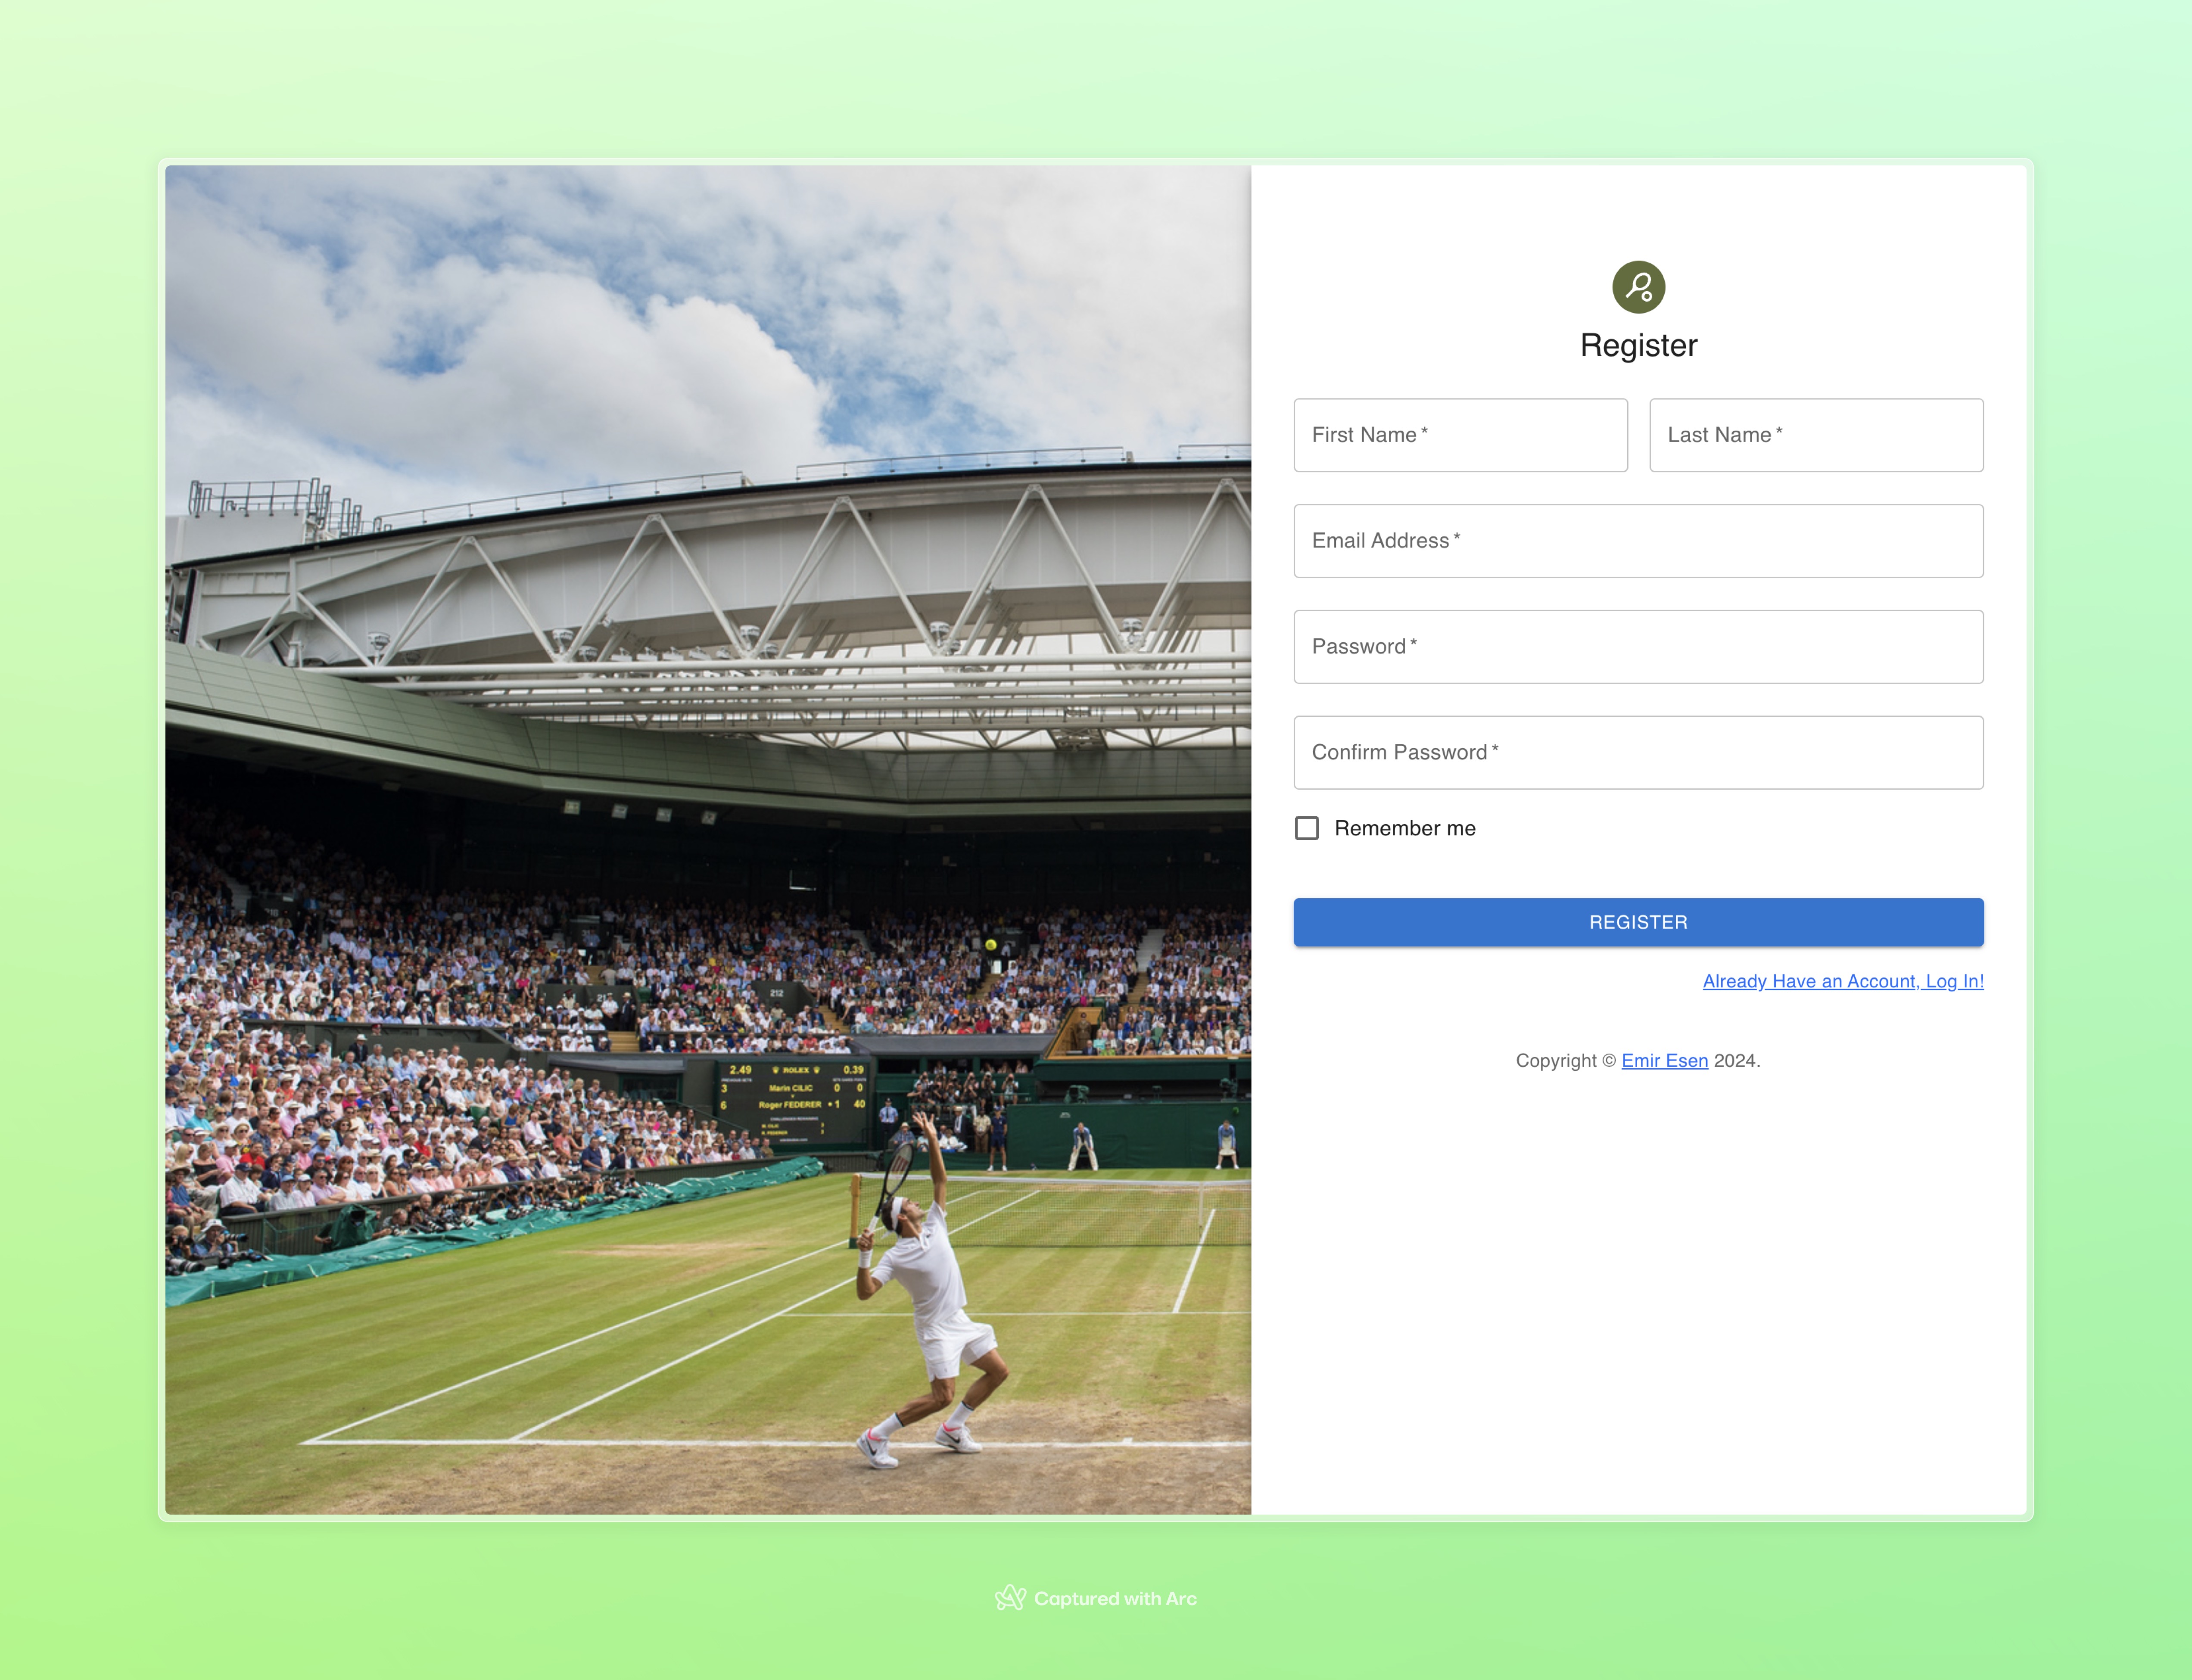 Register
First Name *
Last Name *
Email Address *
Password *
Confirm Password *
Remember me
REGISTER
Already Have an Account, Log In!
Copyright © Emir Esen 2024.
212
2.49 ROLEX 0.39
3 Marin CILIC 0 0
6 Roger FEDERER • 1 40
Captured with Arc